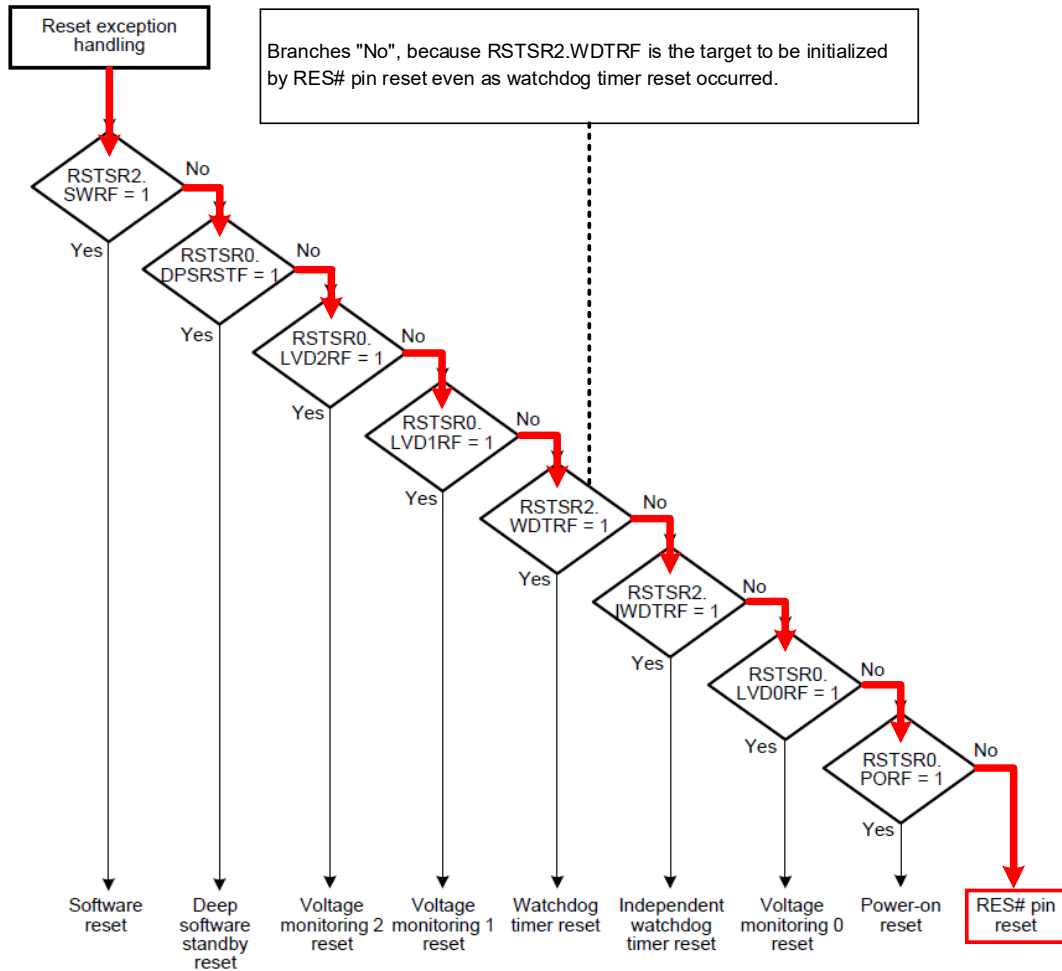 Reset exception
handling
Branches "No", because RSTSR2.WDTRF is the target to be initialized
by RES# pin reset even as watchdog timer reset occurred.
RSTSR2.
SWRF = 1
No
Yes
RSTSR0.
DPSRSTF = 1
No
Yes
RSTSR0.
LVD2RF = 1
No
Yes
RSTSR0.
LVD1RF = 1
No
Yes
RSTSR2.
WDTRF = 1
No
Yes
RSTSR2.
IWDTRF = 1
No
Yes
RSTSR0.
LVD0RF = 1
No
Yes
RSTSR0.
PORF = 1
No
Yes
Software
reset
Deep
software
standby
reset
Voltage
monitoring 2
reset
Voltage
monitoring 1
reset
Watchdog
timer reset
Independent
watchdog
timer reset
Voltage
monitoring 0
reset
Power-on
reset
RES# pin
reset